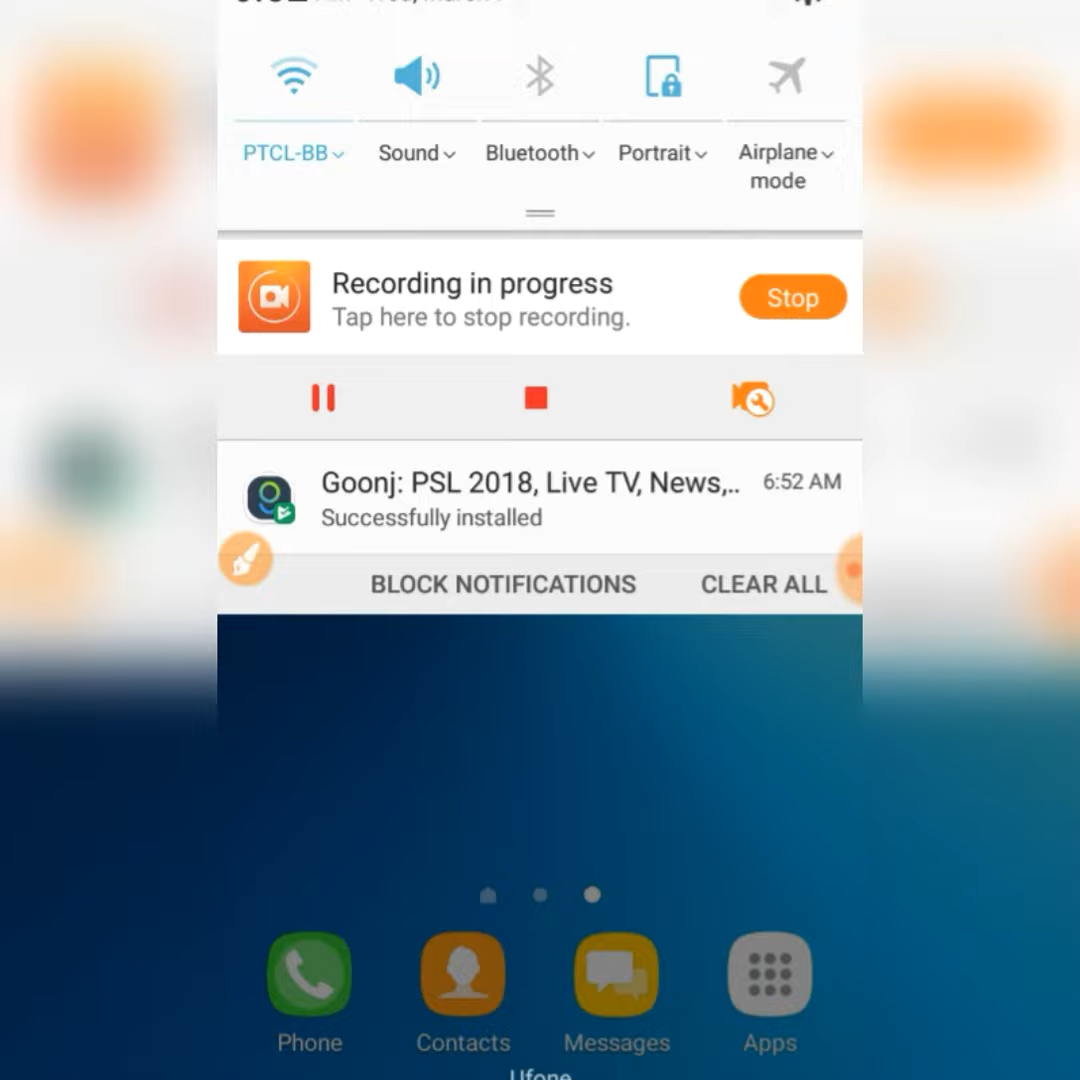 PTCL-BB
Sound
Bluetooth
Portrait
Airplane
mode
Recording in progress
Tap here to stop recording.
Stop
Goonj: PSL 2018, Live TV, News,..
6:52 AM
Successfully installed
BLOCK NOTIFICATIONS
CLEAR ALL
Phone
Contacts
Messages
Apps
Ufone